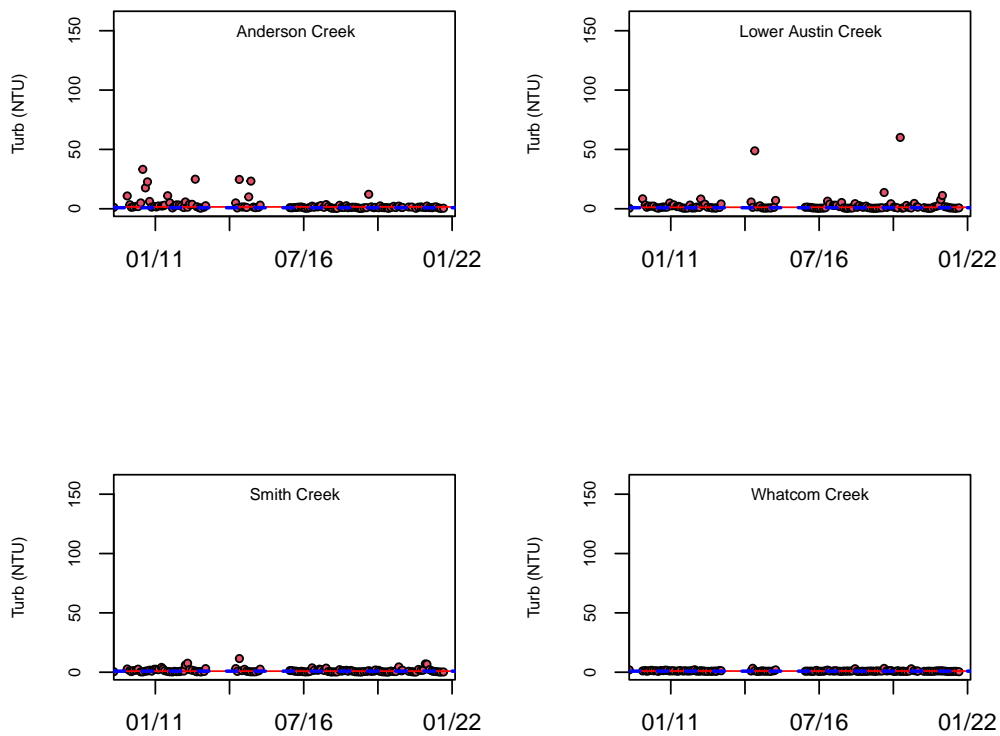 Anderson Creek
Turb (NTU)
150
100
50
0
01/11 07/16 01/22
Lower Austin Creek
Turb (NTU)
150
100
50
0
01/11 07/16 01/22
Smith Creek
Turb (NTU)
150
100
50
0
01/11 07/16 01/22
Whatcom Creek
Turb (NTU)
150
100
50
0
01/11 07/16 01/22